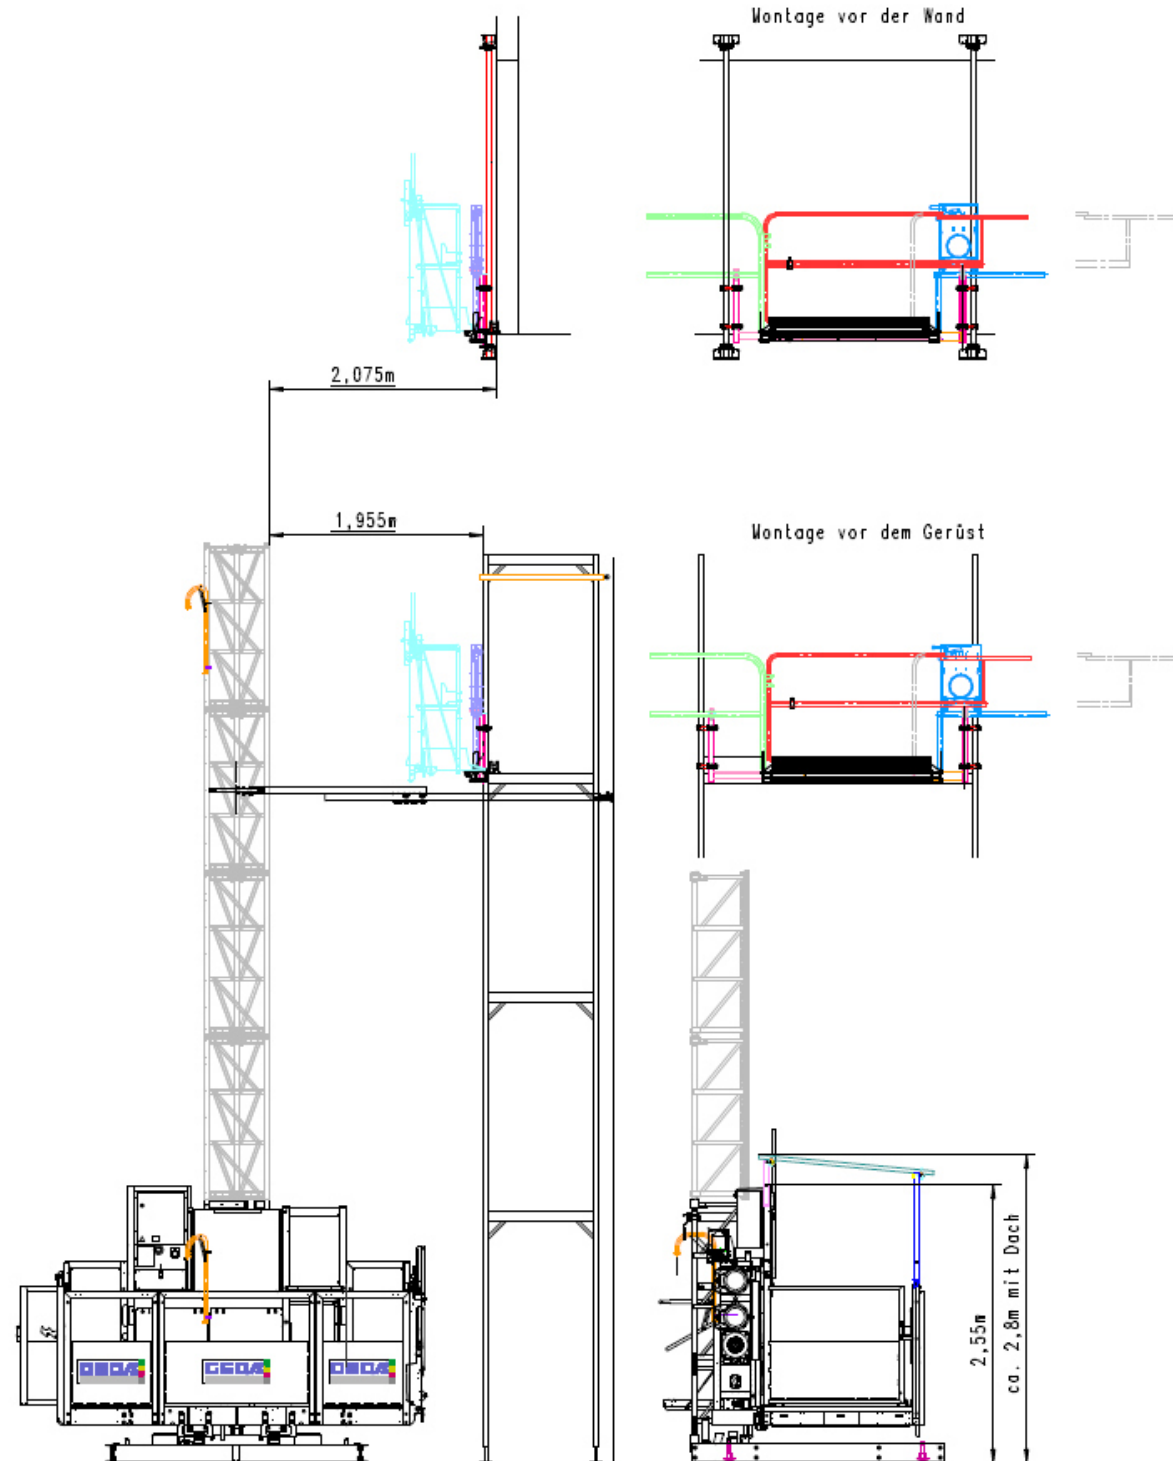 Montage vor der Wand
2,075m
1,955m
Montage vor dem Gerüst
2,55m
ca. 2,8m mit Dach
GEDA
GEDA
GEDA